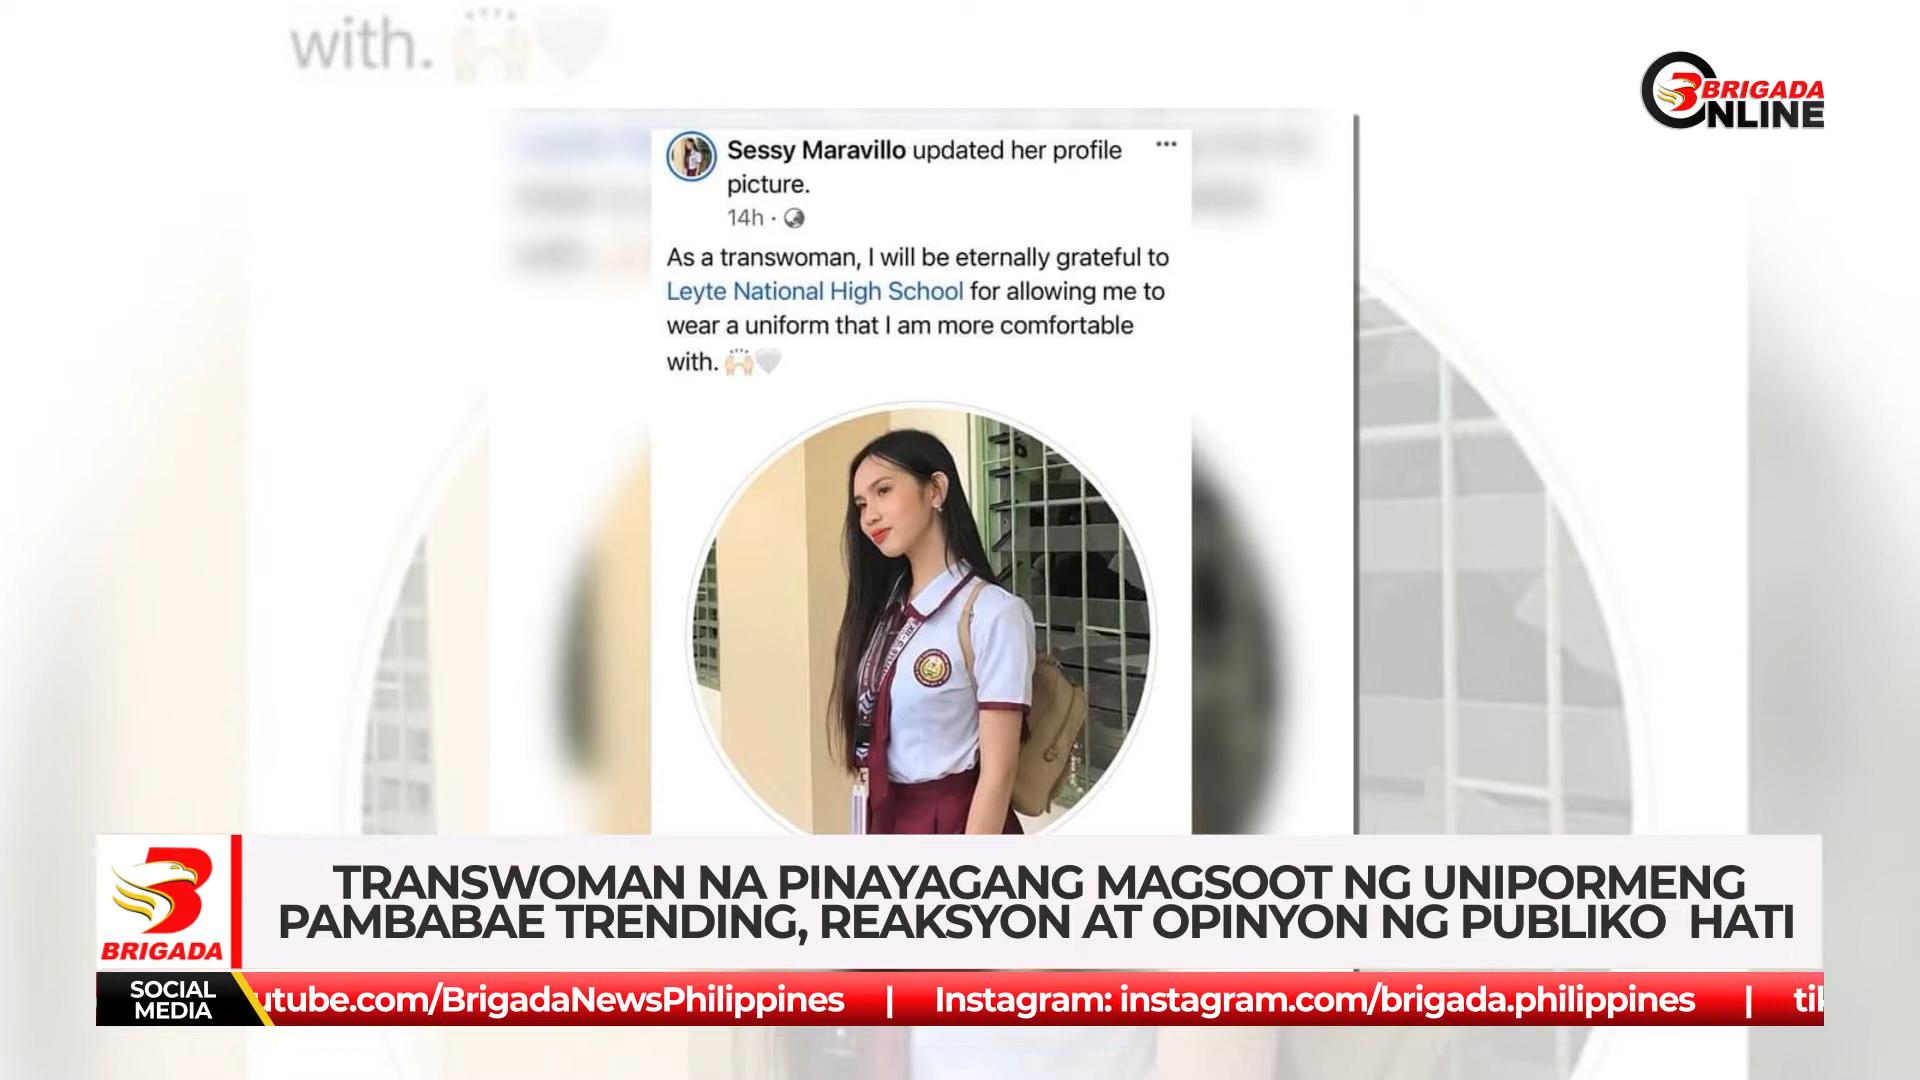 with. 🙌🏻🤍
BRIGADA
ONLINE
Sessy Maravillo updated her profile
picture.
14h ·
As a transwoman, I will be eternally grateful to
Leyte National High School for allowing me to
wear a uniform that I am more comfortable
with. 🙌🏻🤍
TRANSWOMAN NA PINAYAGANG MAGSOOT NG UNIPORMENG
PAMBABAE TRENDING, REAKSYON AT OPINYON NG PUBLIKO HATI
BRIGADA
SOCIAL
MEDIA
utube.com/BrigadaNewsPhilippines | Instagram: instagram.com/brigada.philippines |